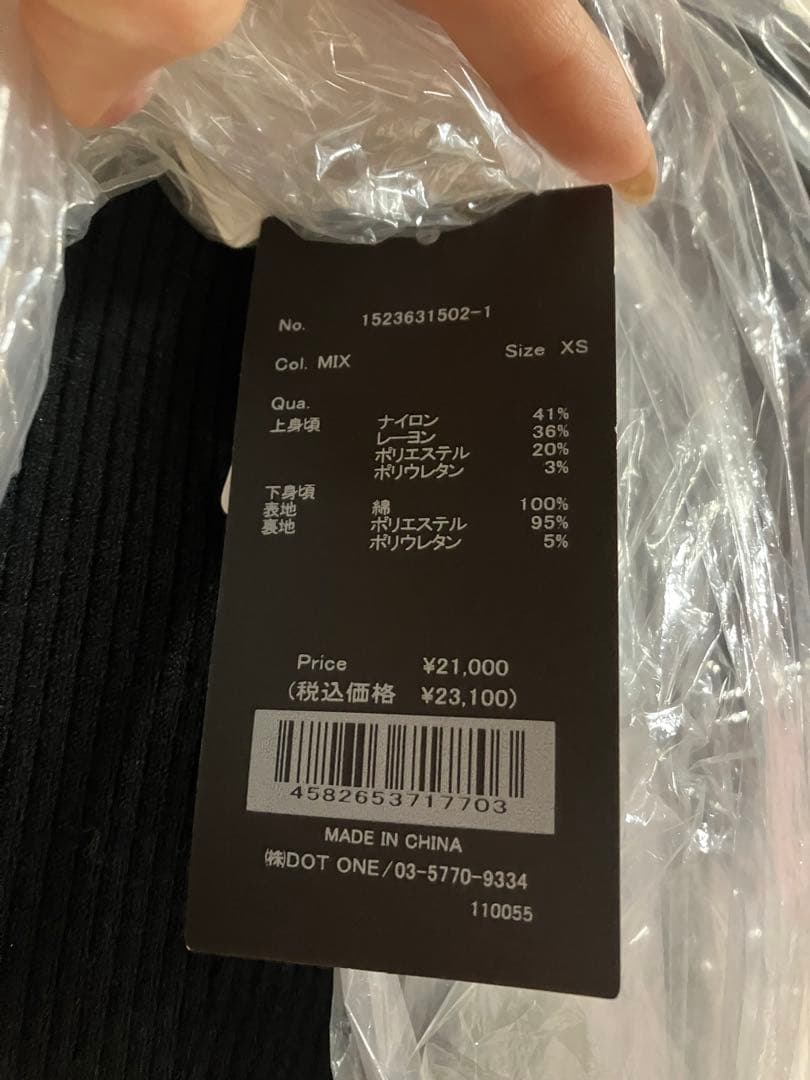 No. 1523631502-1
Col. MIX Size XS
Qua.
上身頃 ナイロン 41%
レーヨン 36%
ポリエステル 20%
ポリウレタン 3%
下身頃
表地 綿 100%
裏地 ポリエステル 95%
ポリウレタン 5%
Price ¥21,000
(税込価格 ¥23,100)
4582653717703
MADE IN CHINA
㈱DOT ONE/03-5770-9334
110055